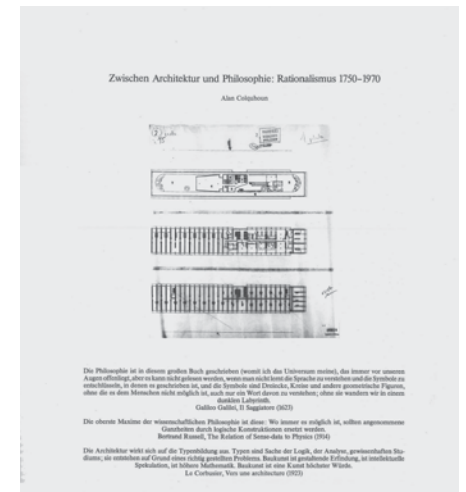 Zwischen Architektur und Philosophie: Rationalismus 1750–1970
Alan Colquhoun
Die Philosophie ist in diesem großen Buch geschrieben (womit ich das Universum meine), das immer vor unseren
Augen offenliegt, aber es kann nicht gelesen werden, wenn man nicht lernt die Sprache zu verstehen und die Symbole zu
entschlüsseln, in denen es geschrieben ist, und die Symbole sind Dreiecke, Kreise und andere geometrische Figuren,
ohne die es dem Menschen nicht möglich ist, auch nur ein Wort davon zu verstehen; ohne sie wandern wir in einem
dunklen Labyrinth.
Galileo Galilei, Il Saggiatore (1623)
Die oberste Maxime der wissenschaftlichen Philosophie ist diese: Wo immer es möglich ist, sollten angenommene
Ganzheiten durch logische Konstruktionen ersetzt werden.
Bertrand Russell, The Relation of Sense-data to Physics (1914)
Die Architektur wirkt sich auf die Typenbildung aus. Typen sind Sache der Logik, der Analyse, gewissenhaften Stu-
diums; sie entstehen auf Grund eines richtig gestellten Problems. Baukunst ist gestaltende Erfindung, ist intellektuelle
Spekulation, ist höhere Mathematik. Baukunst ist eine Kunst höchster Würde.
Le Corbusier, Vers une architecture (1923)